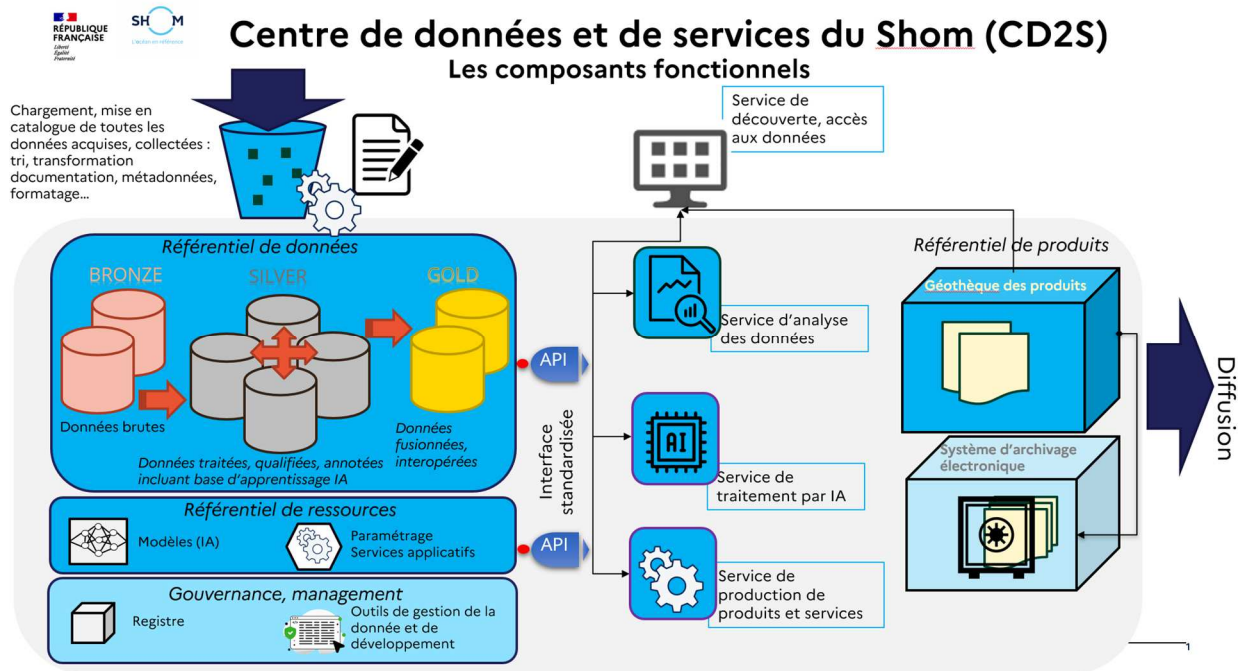 RÉPUBLIQUE
FRANÇAISE
Liberté
Égalité
Fraternité
SHOM
L'océan en référence
Centre de données et de services du Shom (CD2S)
Les composants fonctionnels
Chargement, mise en
catalogue de toutes les
données acquises, collectées :
tri, transformation
documentation, métadonnées,
formatage…
Service de
découverte, accès
aux données
Référentiel de données
BRONZE
SILVER
GOLD
Données brutes
Données traitées, qualifiées, annotées
incluant base d'apprentissage IA
Données
fusionnées,
interopérées
Référentiel de ressources
Modèles (IA)
Paramétrage
Services applicatifs
Gouvernance, management
Registre
Outils de gestion de la
donnée et de
développement
API
API
Interface
standardisée
Service d'analyse
des données
AI
Service de
traitement par IA
Service de
production de
produits et services
Référentiel de produits
Géothèque des produits
Système d'archivage
électronique
Diffusion